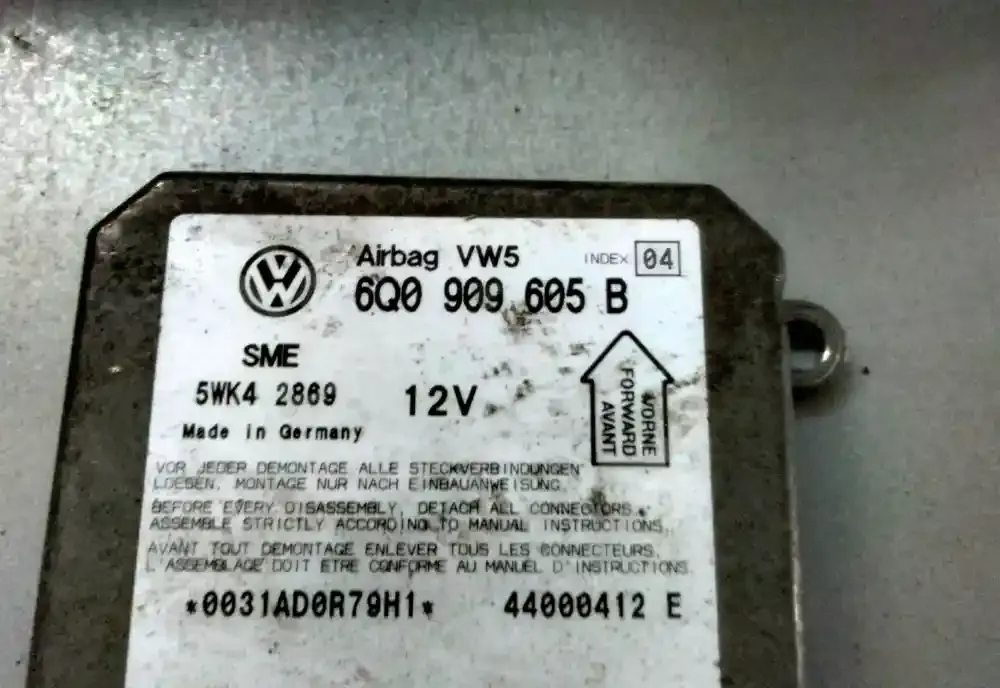 Airbag VW5 INDEX 04
6Q0 909 605 B
SME
5WK4 2869 12V
Made in Germany
VORNE
FORWARD
AVANT
VOR JEDER DEMONTAGE ALLE STECKVERBINDUNGEN
LOESEN. MONTAGE NUR NACH EINBAUANWEISUNG.
BEFORE EVERY DISASSEMBLY, DETACH ALL CONNECTORS.
ASSEMBLE STRICTLY ACCORDING TO MANUAL INSTRUCTIONS.
AVANT TOUT DEMONTAGE ENLEVER TOUS LES CONNECTEURS.
L'ASSEMBLAGE DOIT ETRE CONFORME AU MANUEL D'INSTRUCTIONS
*0031AD0R79H1* 44000412 E